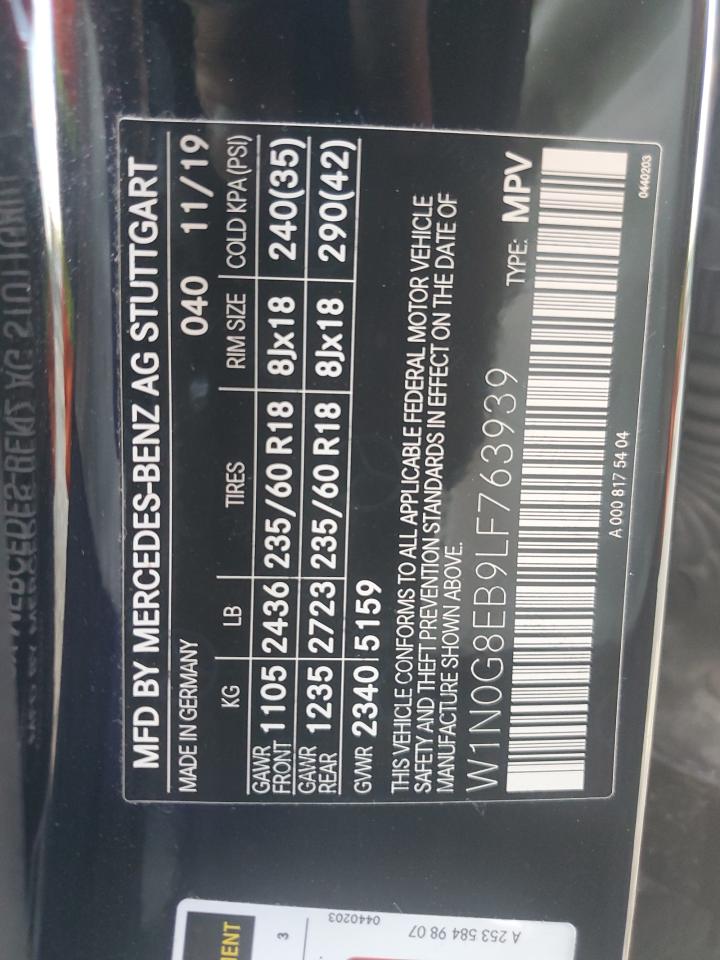 MFD BY MERCEDES-BENZ AG STUTTGART
MADE IN GERMANY 040 11/19
KG LB TIRES RIM SIZE COLD KPA (PSI)
GAWR FRONT 1105 2436 235/60 R18 8Jx18 240(35)
GAWR REAR 1235 2723 235/60 R18 8Jx18 290(42)
GVWR 2340 5159
THIS VEHICLE CONFORMS TO ALL APPLICABLE FEDERAL MOTOR VEHICLE
SAFETY AND THEFT PREVENTION STANDARDS IN EFFECT ON THE DATE OF
MANUFACTURE SHOWN ABOVE.
W1N0G8EB9LF763939 TYPE: MPV
A 000 817 54 04
0440203
3
0440203
A 253 584 98 07